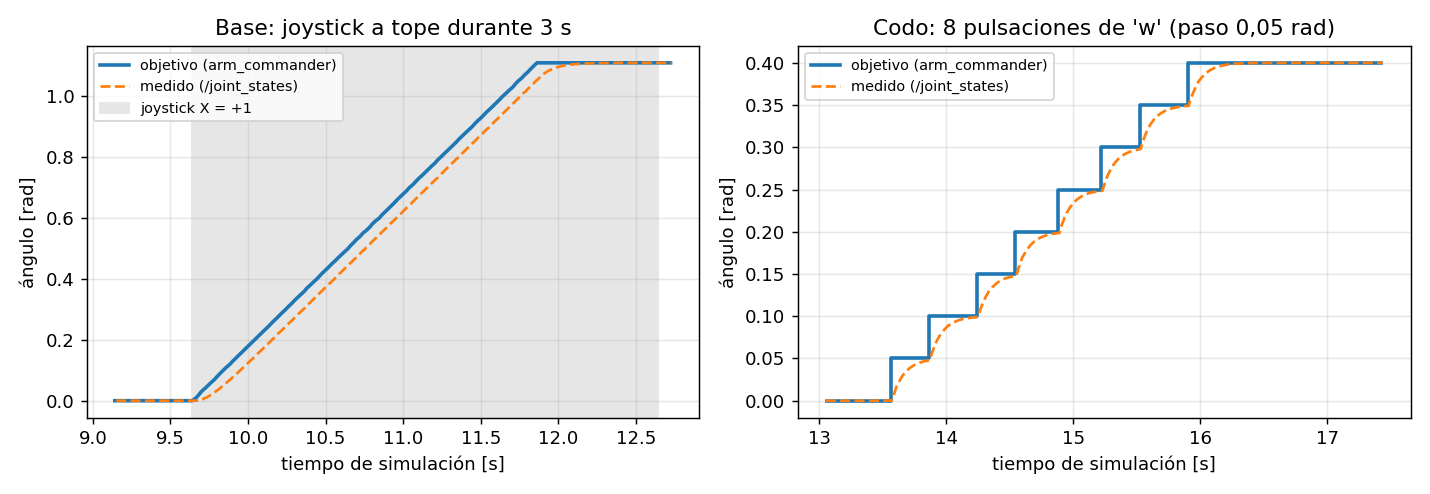 Base: joystick a tope durante 3 s
objetivo (arm_commander)
medido (/joint_states)
joystick X = +1
ángulo [rad]
1.0
0.8
0.6
0.4
0.2
0.0
9.0 9.5 10.0 10.5 11.0 11.5 12.0 12.5
tiempo de simulación [s]
Codo: 8 pulsaciones de 'w' (paso 0,05 rad)
objetivo (arm_commander)
medido (/joint_states)
ángulo [rad]
0.40
0.35
0.30
0.25
0.20
0.15
0.10
0.05
0.00
13 14 15 16 17
tiempo de simulación [s]